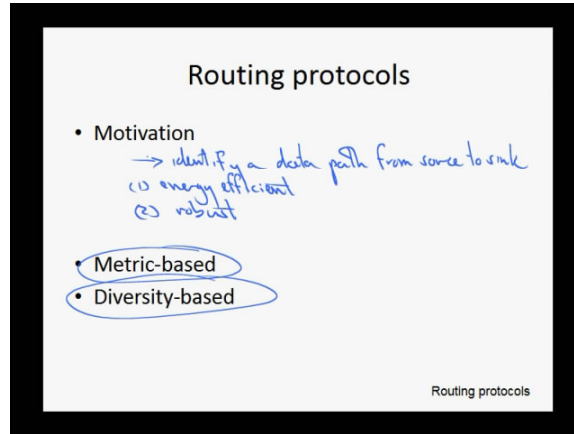 Routing protocols
• Motivation
→ identify a data path from source to sink
(1) energy efficient
(2) robust
• Metric-based
• Diversity-based
Routing protocols